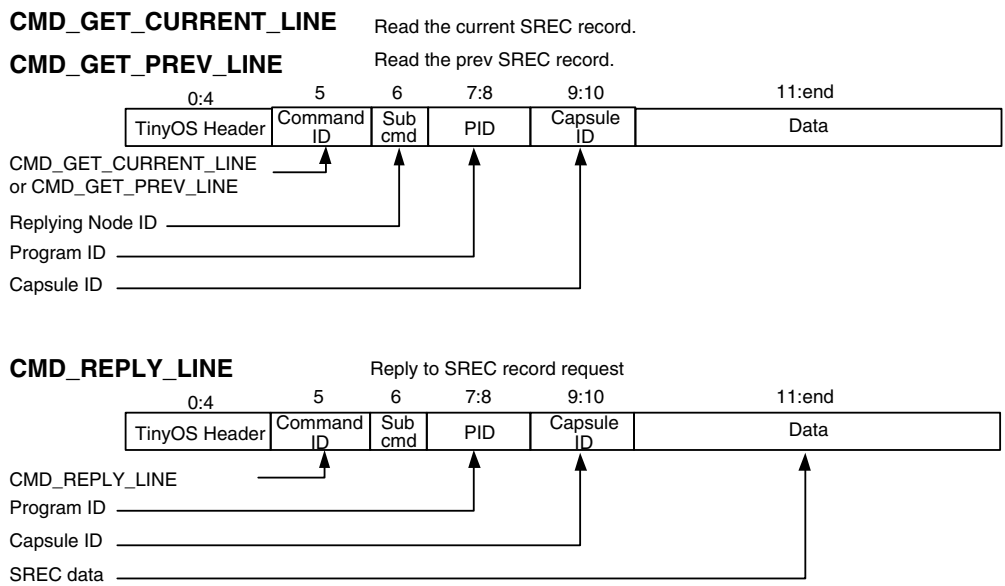 CMD_GET_CURRENT_LINE Read the current SREC record.
CMD_GET_PREV_LINE Read the prev SREC record.
0:4 5 6 7:8 9:10 11:end
TinyOS Header Command ID Sub cmd PID Capsule ID Data
CMD_GET_CURRENT_LINE
or CMD_GET_PREV_LINE
Replying Node ID
Program ID
Capsule ID
CMD_REPLY_LINE Reply to SREC record request
0:4 5 6 7:8 9:10 11:end
TinyOS Header Command ID Sub cmd PID Capsule ID Data
CMD_REPLY_LINE
Program ID
Capsule ID
SREC data